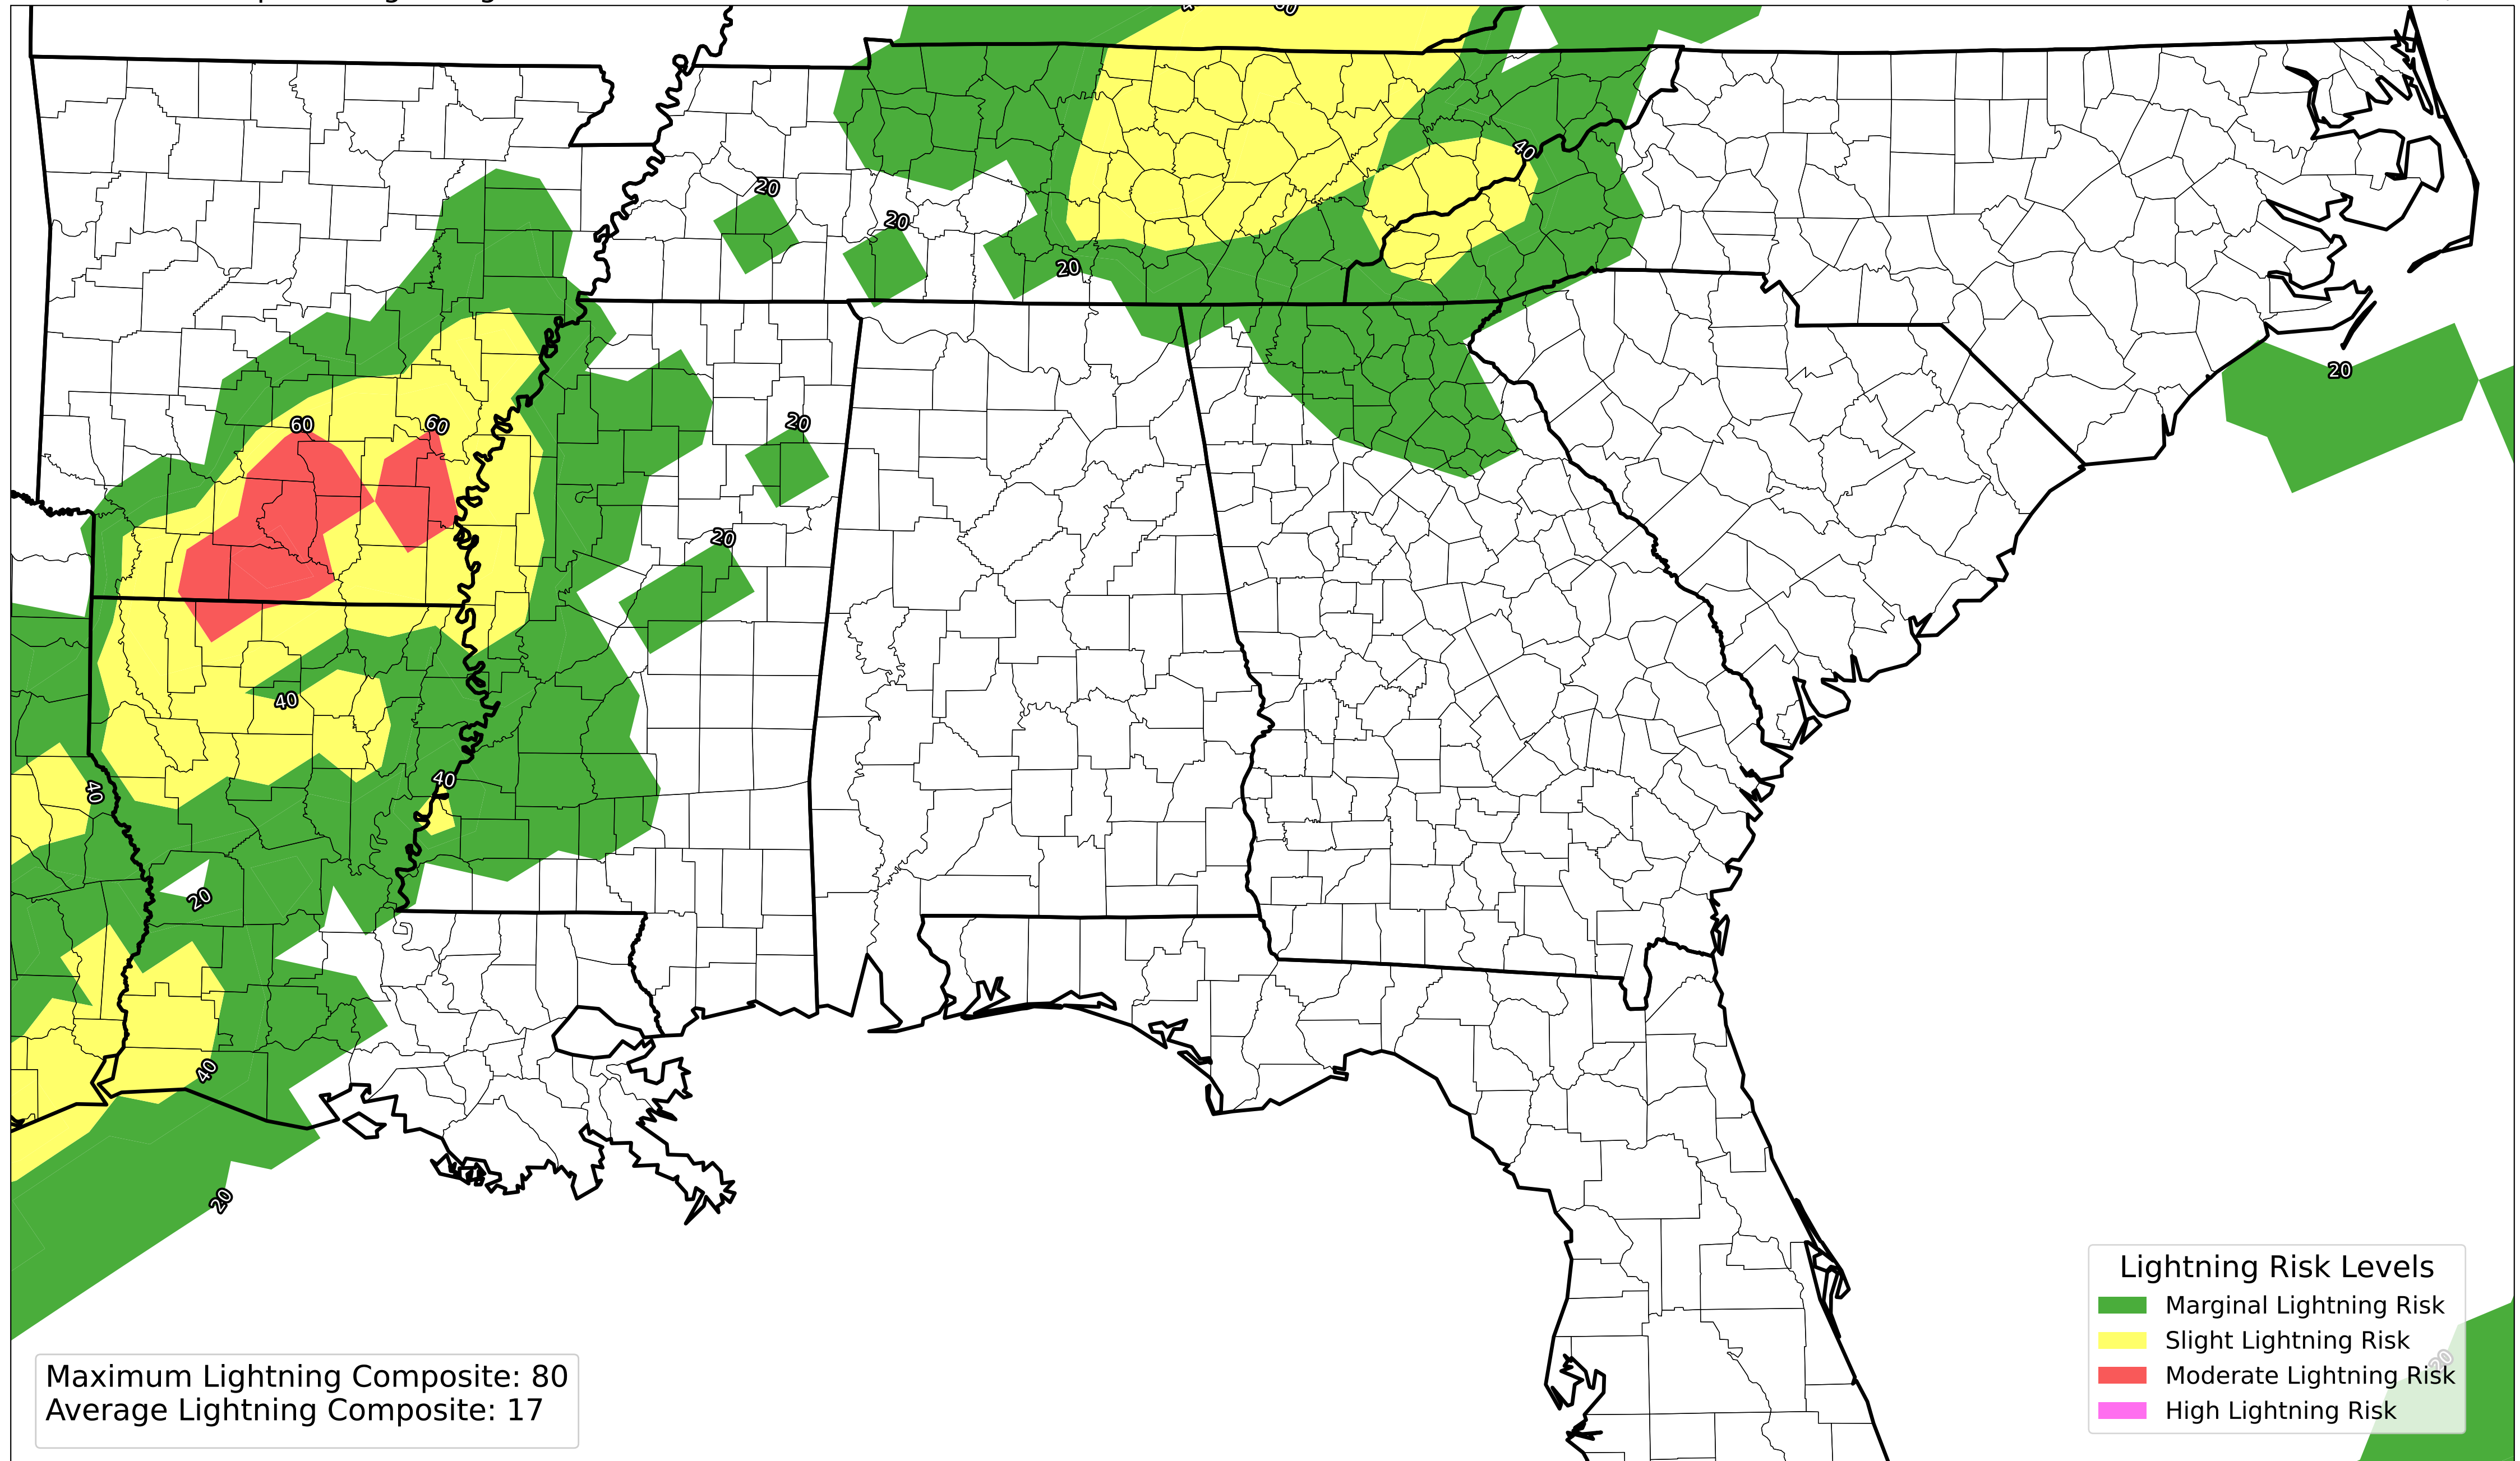 20
20
40
20
20
20
60
60
20
40
40
40
20
40
20
Lightning Risk Levels
Marginal Lightning Risk
Slight Lightning Risk
Moderate Lightning Risk
High Lightning Risk
20
Maximum Lightning Composite: 80
Average Lightning Composite: 17